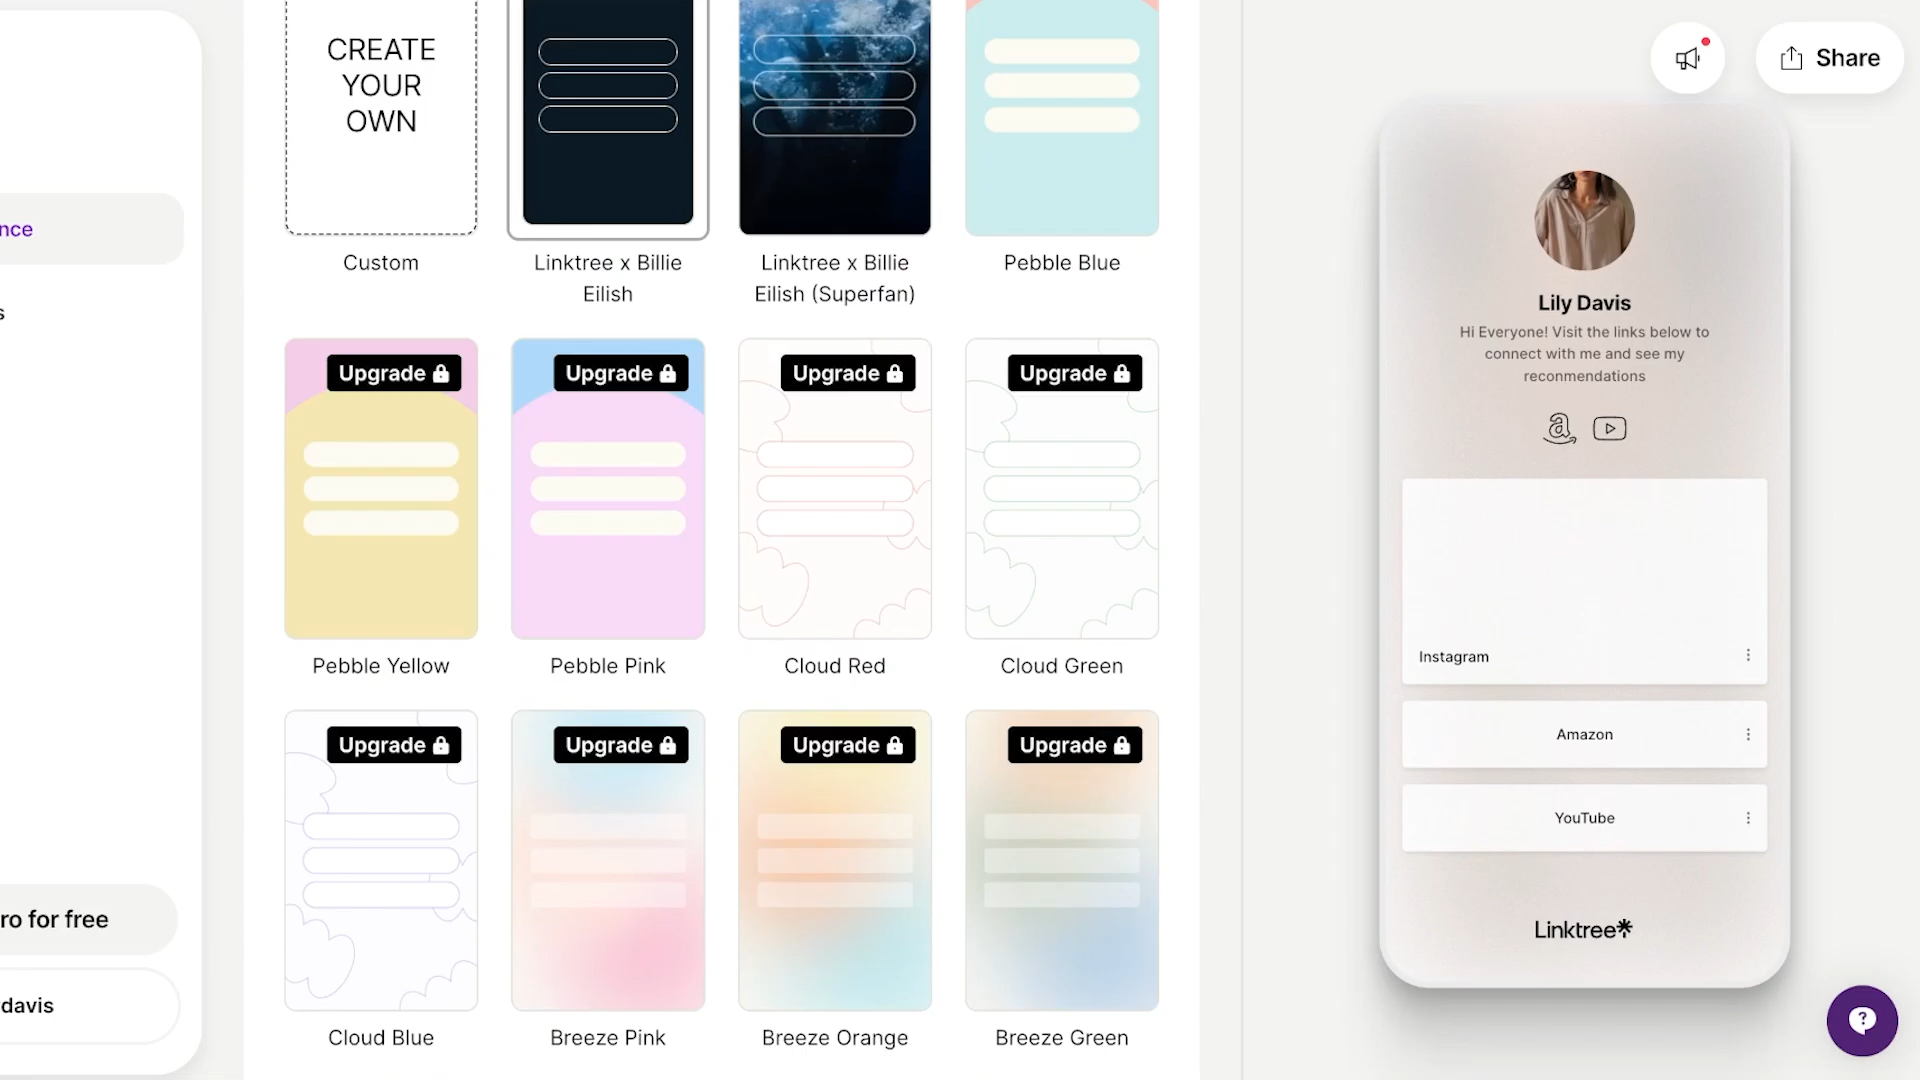 CREATE
YOUR
OWN
Custom
Linktree x Billie
Eilish
Linktree x Billie
Eilish (Superfan)
Pebble Blue
Upgrade
Upgrade
Upgrade
Upgrade
Pebble Yellow
Pebble Pink
Cloud Red
Cloud Green
Upgrade
Upgrade
Upgrade
Upgrade
Cloud Blue
Breeze Pink
Breeze Orange
Breeze Green
nce
s
ro for free
davis
Share
Lily Davis
Hi Everyone! Visit the links below to
connect with me and see my
reconmendations
Instagram
Amazon
YouTube
Linktree